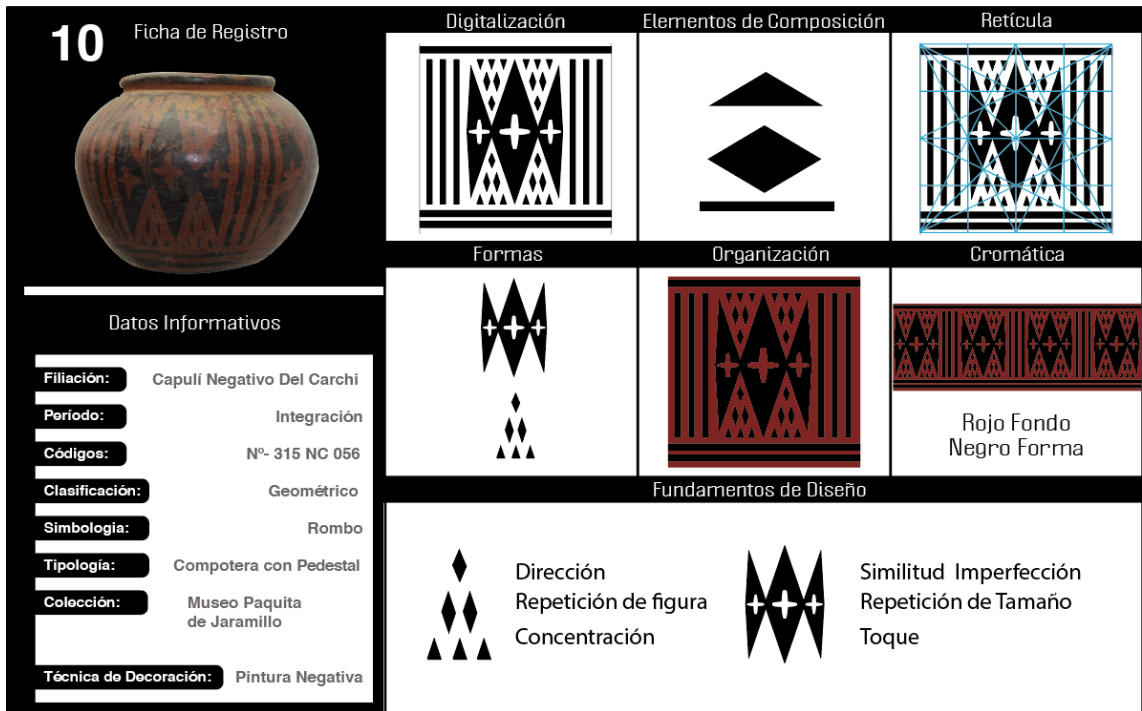 10
Ficha de Registro
Datos Informativos
Filiación: Capulí Negativo Del Carchi
Período: Integración
Códigos: Nº- 315 NC 056
Clasificación: Geométrico
Simbologia: Rombo
Tipología: Compotera con Pedestal
Colección: Museo Paquita
de Jaramillo
Técnica de Decoración: Pintura Negativa
Digitalización
Elementos de Composición
Retícula
Formas
Organización
Cromática
Rojo Fondo
Negro Forma
Fundamentos de Diseño
Dirección
Repetición de figura
Concentración
Similitud Imperfección
Repetición de Tamaño
Toque